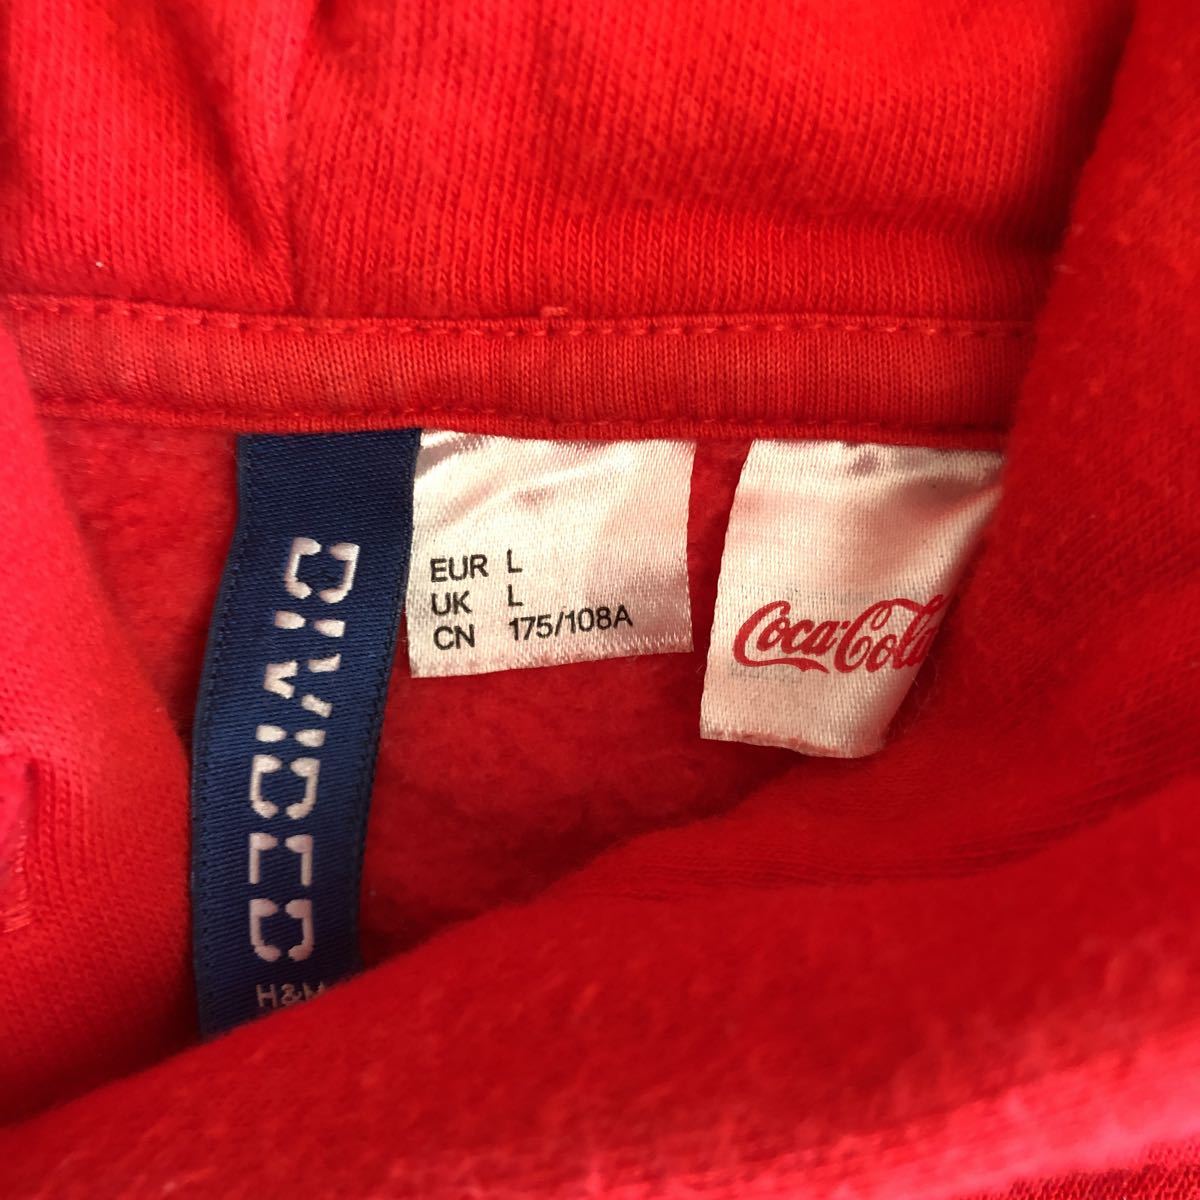 DIVIDED
H&M
EUR L
UK L
CN 175/108A
Coca-Cola